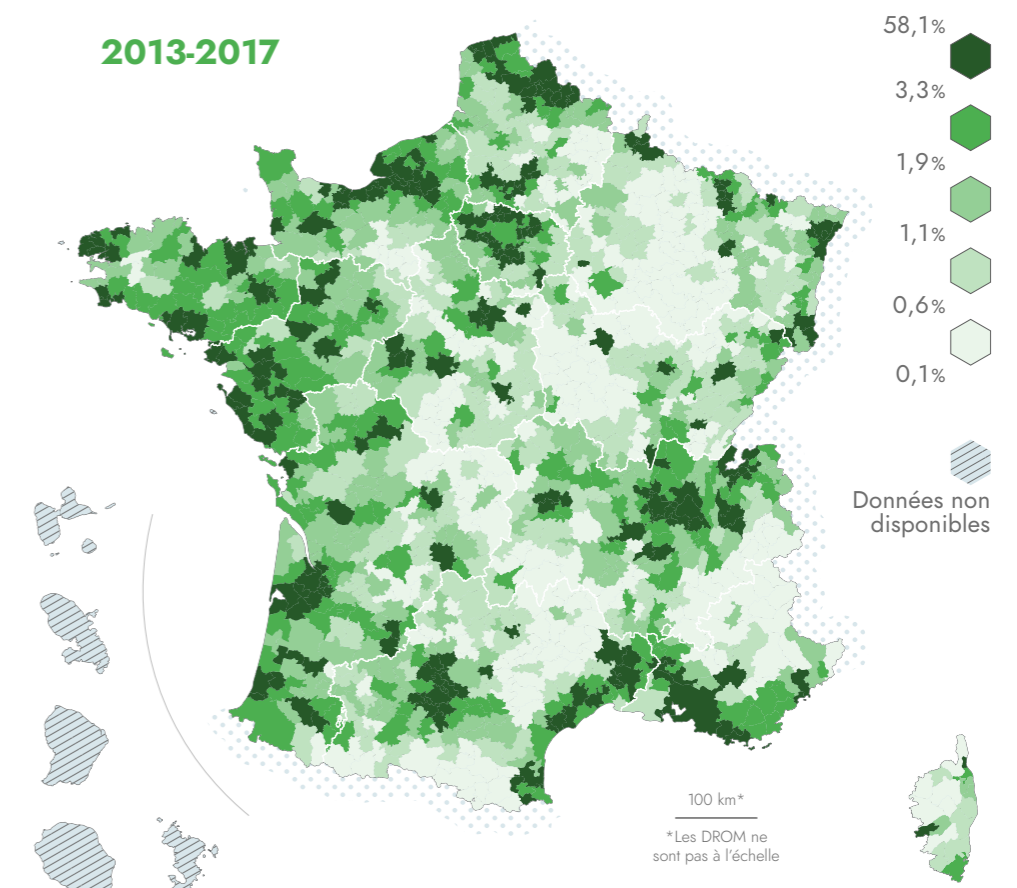 2013-2017
58,1%
3,3%
1,9%
1,1%
0,6%
0,1%
Données non
disponibles
100 km*
*Les DROM ne
sont pas à l'échelle